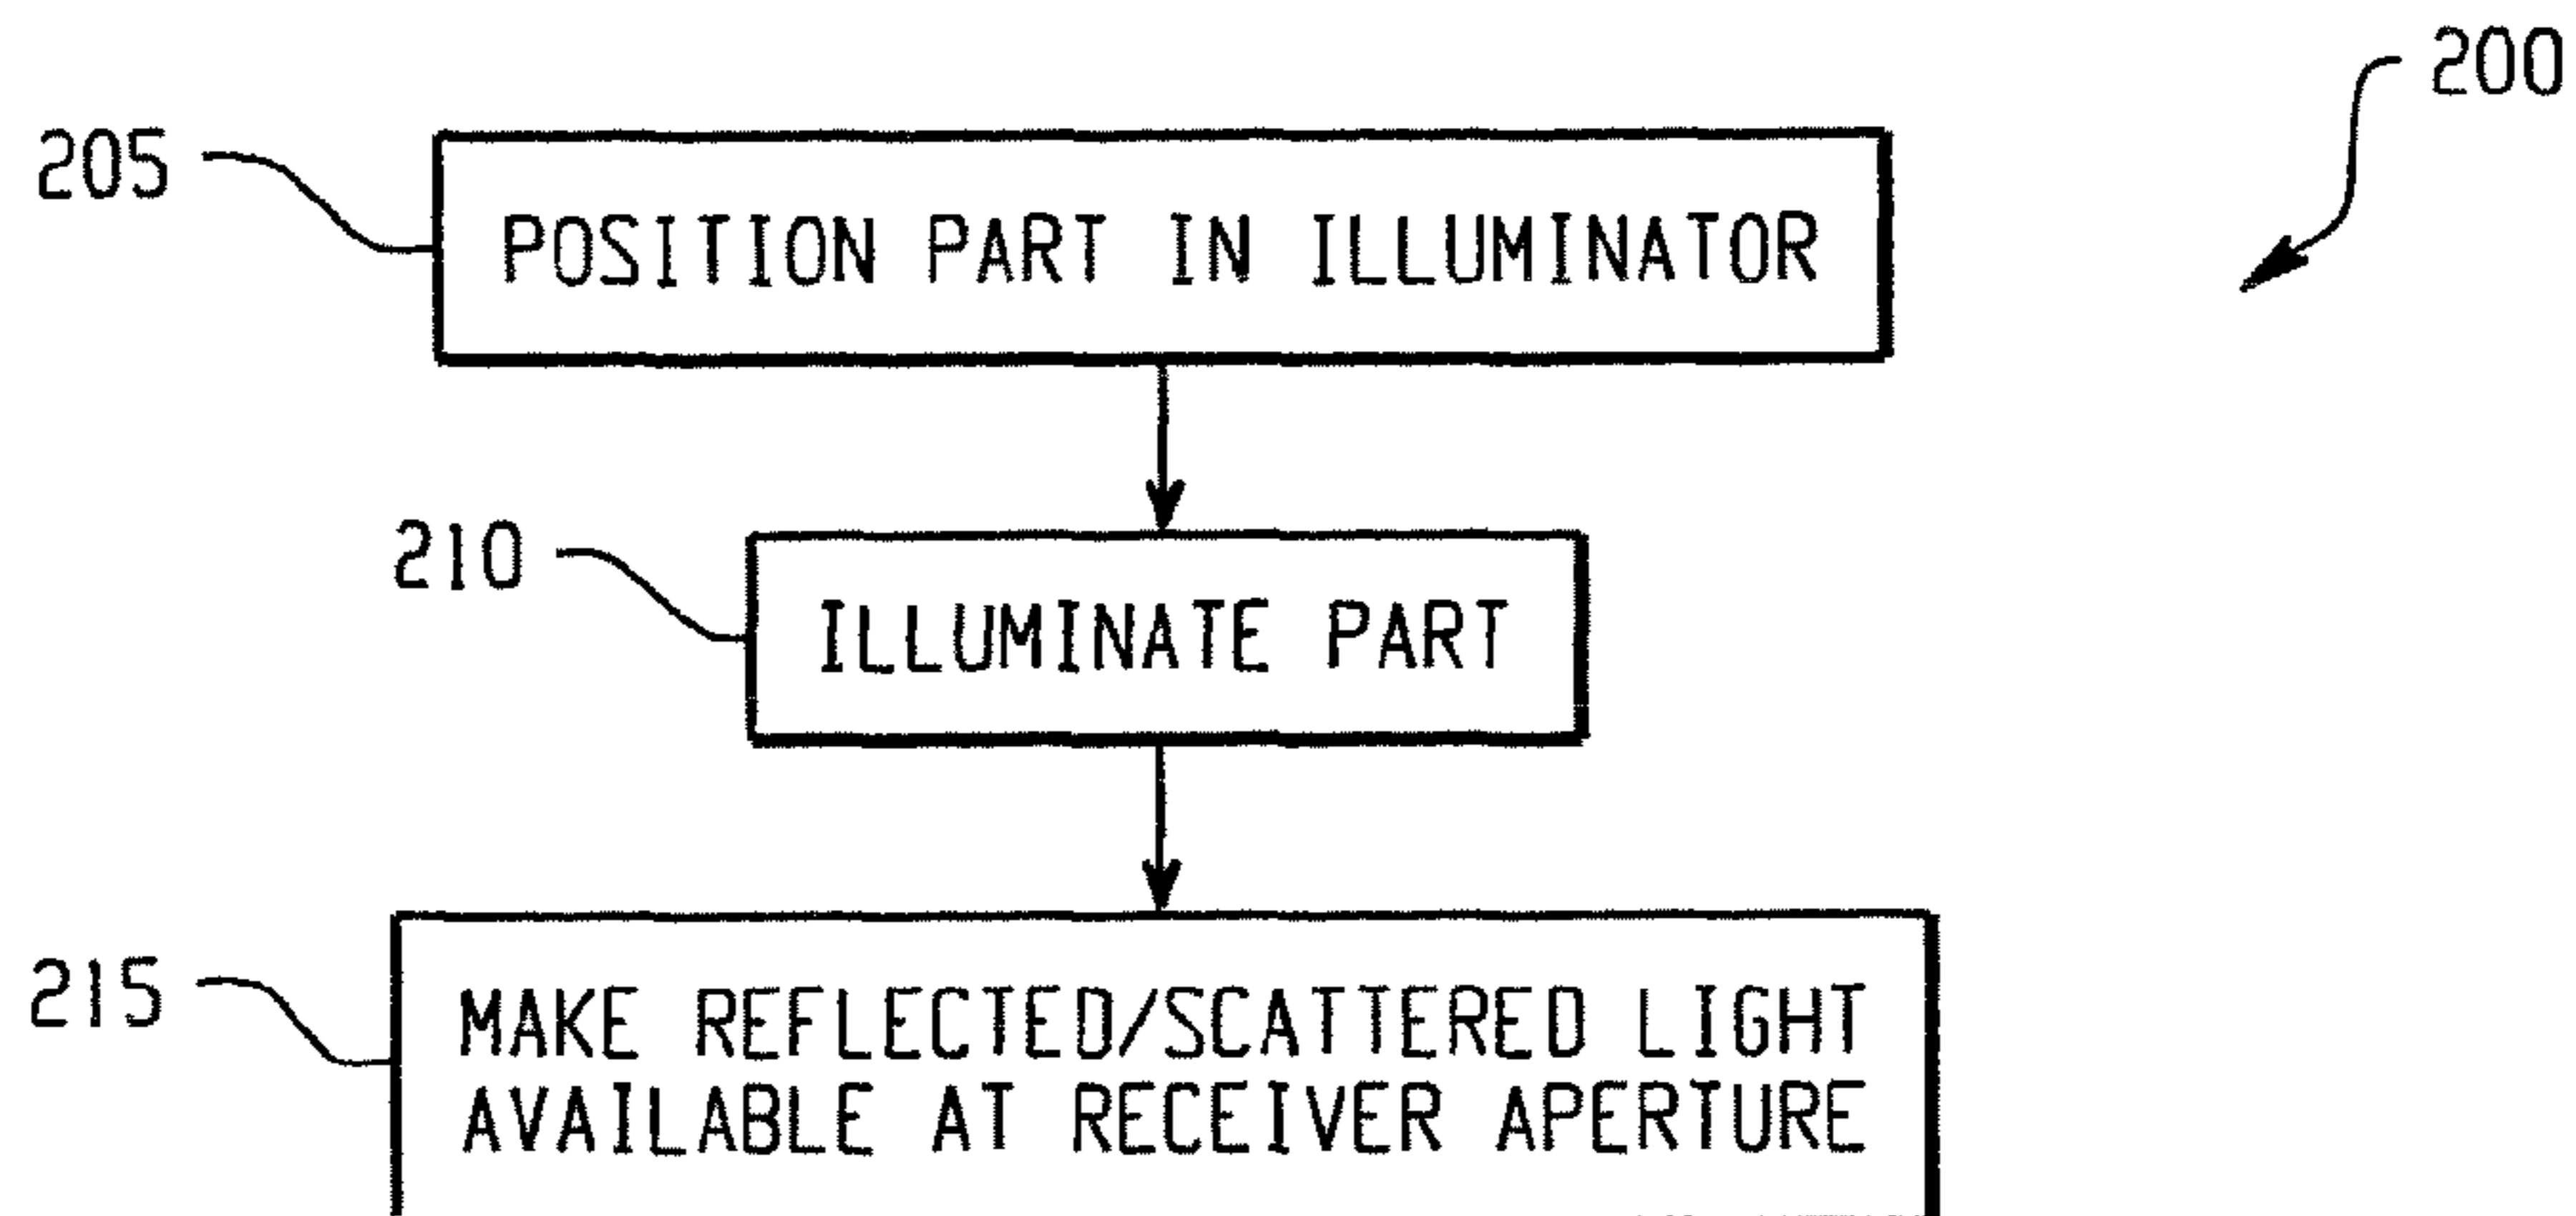 200
205
POSITION PART IN ILLUMINATOR
210
ILLUMINATE PART
215
MAKE REFLECTED/SCATTERED LIGHT
AVAILABLE AT RECEIVER APERTURE